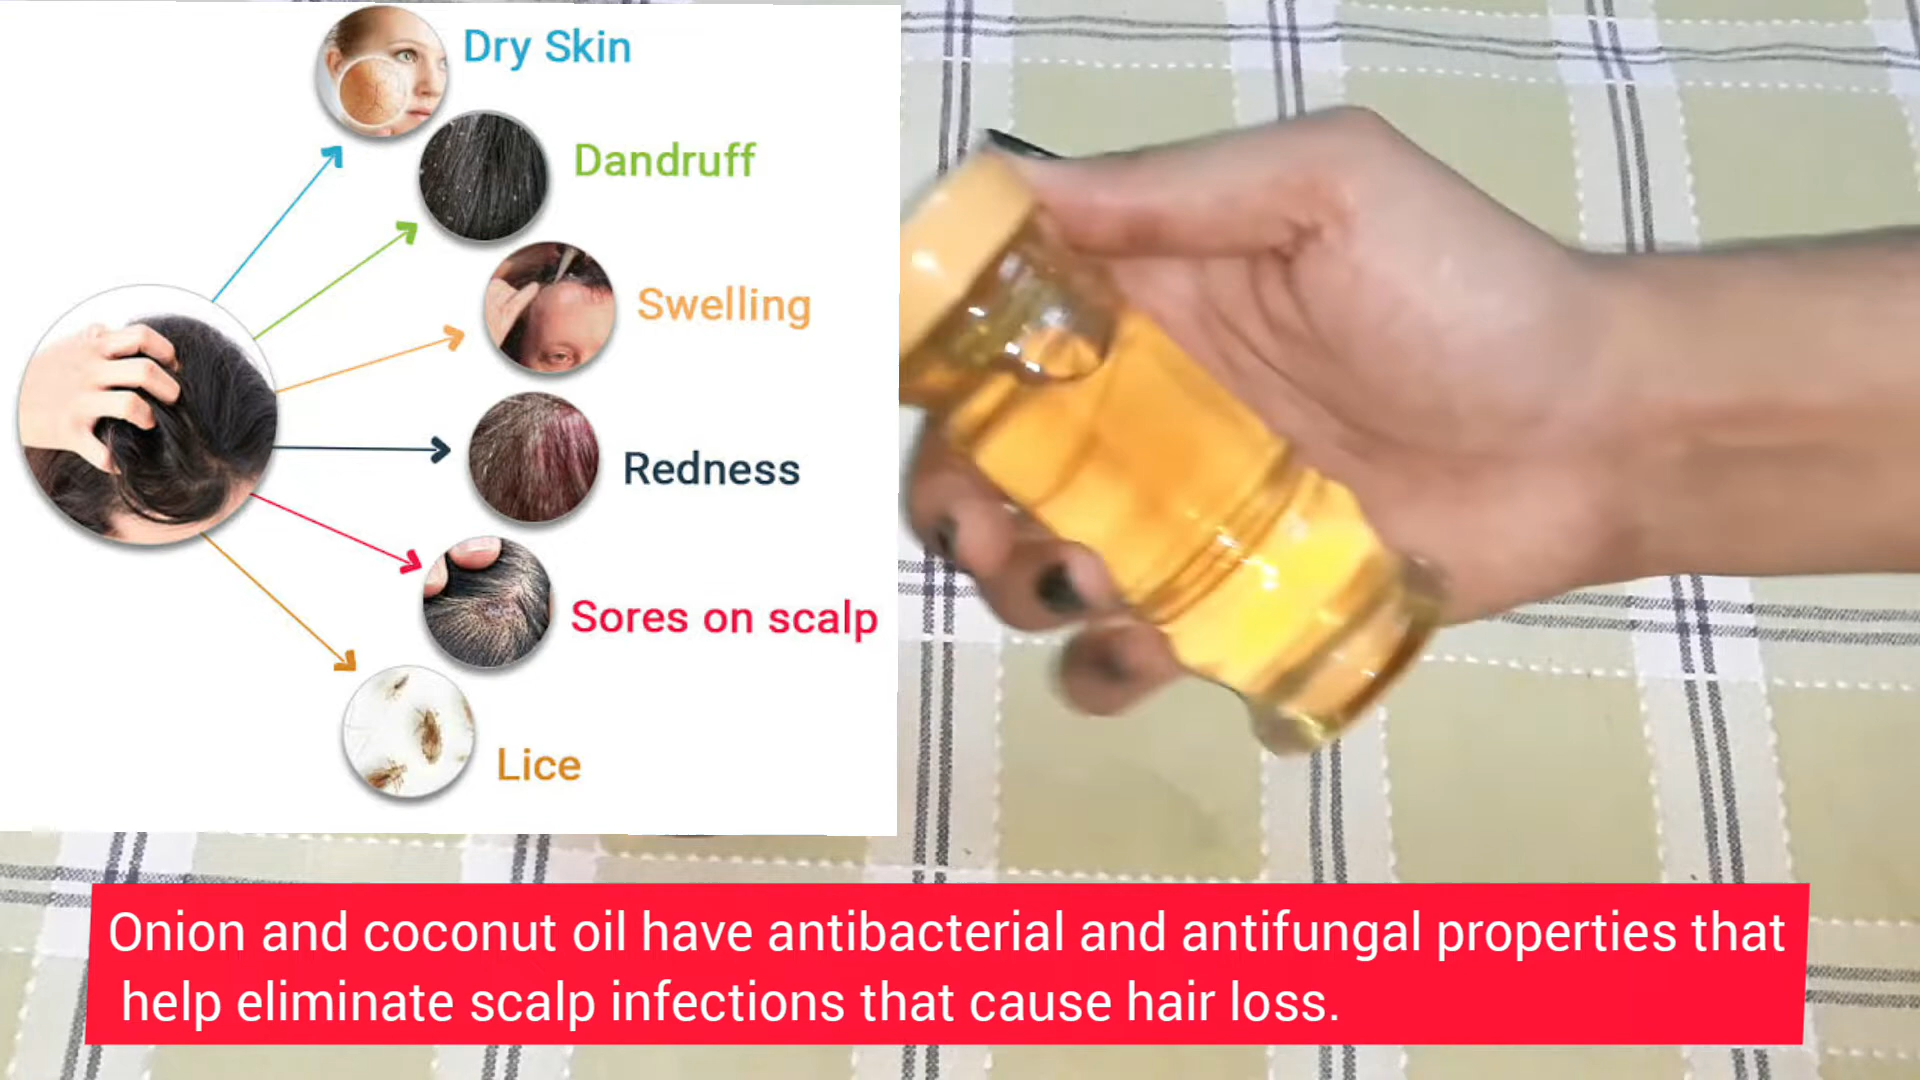 Dry Skin
Dandruff
Swelling
Redness
Sores on scalp
Lice
Onion and coconut oil have antibacterial and antifungal properties that
help eliminate scalp infections that cause hair loss.